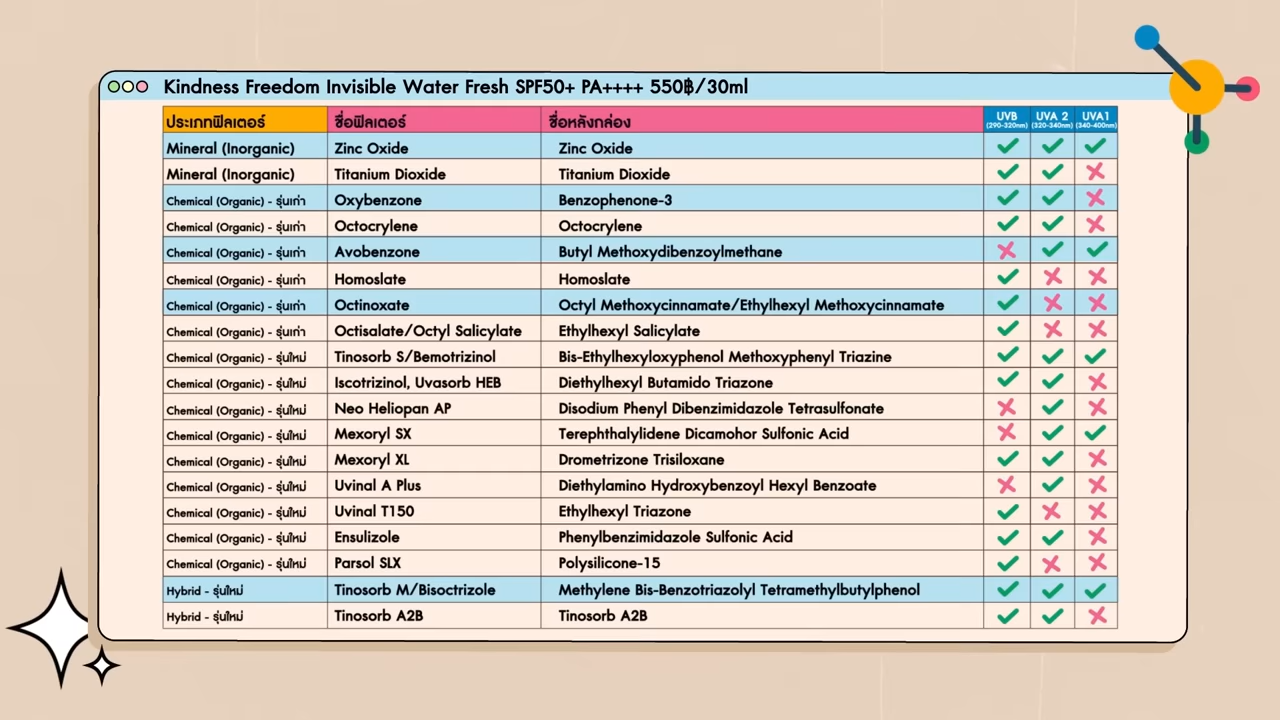 Kindness Freedom Invisible Water Fresh SPF50+ PA++++ 550฿/30ml
ประเภทฟิลเตอร์ ชื่อฟิลเตอร์ ชื่อหลังกล่อง UVB (290-320nm) UVA 2 (320-340nm) UVA1 (340-400nm)
Mineral (Inorganic) Zinc Oxide Zinc Oxide
Mineral (Inorganic) Titanium Dioxide Titanium Dioxide
Chemical (Organic) - รุ่นเก่า Oxybenzone Benzophenone-3
Chemical (Organic) - รุ่นเก่า Octocrylene Octocrylene
Chemical (Organic) - รุ่นเก่า Avobenzone Butyl Methoxydibenzoylmethane
Chemical (Organic) - รุ่นเก่า Homoslate Homoslate
Chemical (Organic) - รุ่นเก่า Octinoxate Octyl Methoxycinnamate/Ethylhexyl Methoxycinnamate
Chemical (Organic) - รุ่นเก่า Octisalate/Octyl Salicylate Ethylhexyl Salicylate
Chemical (Organic) - รุ่นใหม่ Tinosorb S/Bemotrizinol Bis-Ethylhexyloxyphenol Methoxyphenyl Triazine
Chemical (Organic) - รุ่นใหม่ Iscotrizinol, Uvasorb HEB Diethylhexyl Butamido Triazone
Chemical (Organic) - รุ่นใหม่ Neo Heliopan AP Disodium Phenyl Dibenzimidazole Tetrasulfonate
Chemical (Organic) - รุ่นใหม่ Mexoryl SX Terephthalylidene Dicamohor Sulfonic Acid
Chemical (Organic) - รุ่นใหม่ Mexoryl XL Drometrizone Trisiloxane
Chemical (Organic) - รุ่นใหม่ Uvinal A Plus Diethylamino Hydroxybenzoyl Hexyl Benzoate
Chemical (Organic) - รุ่นใหม่ Uvinal T150 Ethylhexyl Triazone
Chemical (Organic) - รุ่นใหม่ Ensulizole Phenylbenzimidazole Sulfonic Acid
Chemical (Organic) - รุ่นใหม่ Parsol SLX Polysilicone-15
Hybrid - รุ่นใหม่ Tinosorb M/Bisoctrizole Methylene Bis-Benzotriazolyl Tetramethylbutylphenol
Hybrid - รุ่นใหม่ Tinosorb A2B Tinosorb A2B